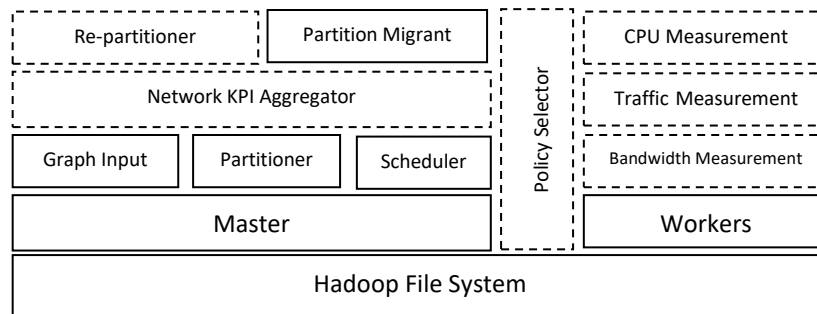 Re-partitioner
Partition Migrant
Policy Selector
CPU Measurement
Network KPI Aggregator
Traffic Measurement
Graph Input
Partitioner
Scheduler
Bandwidth Measurement
Master
Workers
Hadoop File System